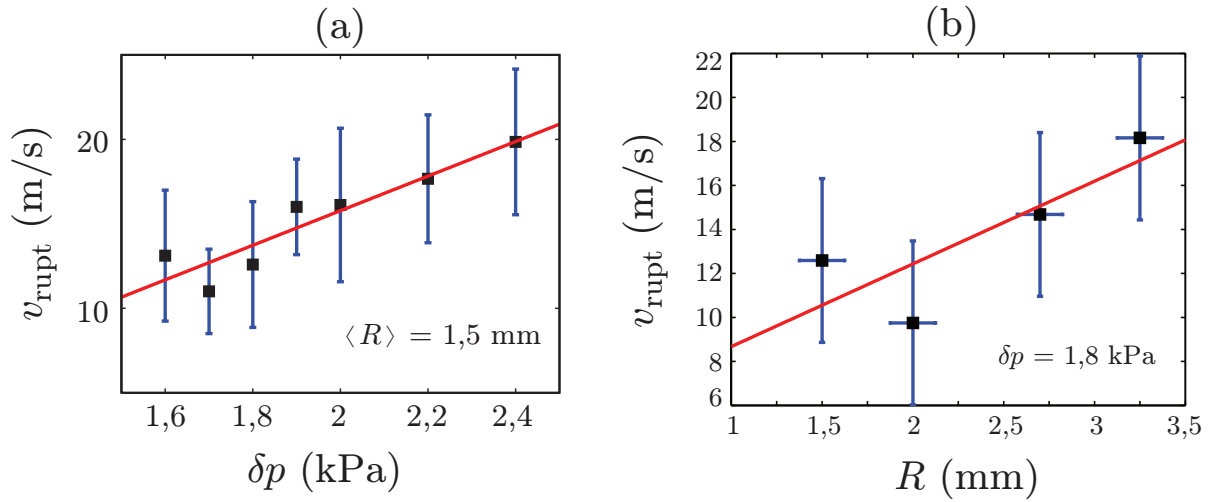 (a)
v_rupt (m/s)
20
10
⟨R⟩ = 1,5 mm
1,6 1,8 2 2,2 2,4
δp (kPa)
(b)
v_rupt (m/s)
22
20
18
16
14
12
10
8
6
δp = 1,8 kPa
1 1,5 2 2,5 3 3,5
R (mm)